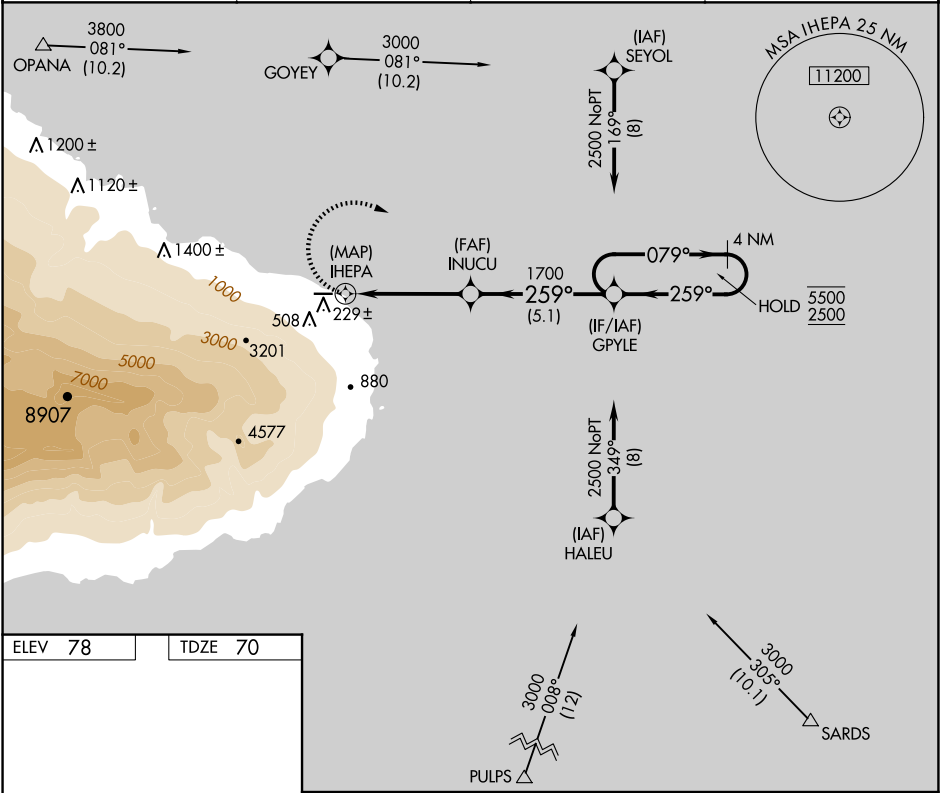 3800
081°
(10.2)
OPANA
GOYEY
3000
081°
(10.2)
(IAF)
SEYOL
2500 NoPT
169°
(8)
MSA IHEPA 25 NM
11200
1200 ±
1120 ±
1400 ±
1000
3000
5000
7000
8907
3201
4577
880
508
229 ±
(MAP)
IHEPA
(FAF)
INUCU
1700
259°
(5.1)
079°
4 NM
259°
HOLD
5500
2500
(IF/IAF)
GPYLE
2500 NoPT
349°
(8)
(IAF)
HALEU
ELEV 78
TDZE 70
3000
008°
(12)
PULPS
3000
305°
(10.1)
SARDS